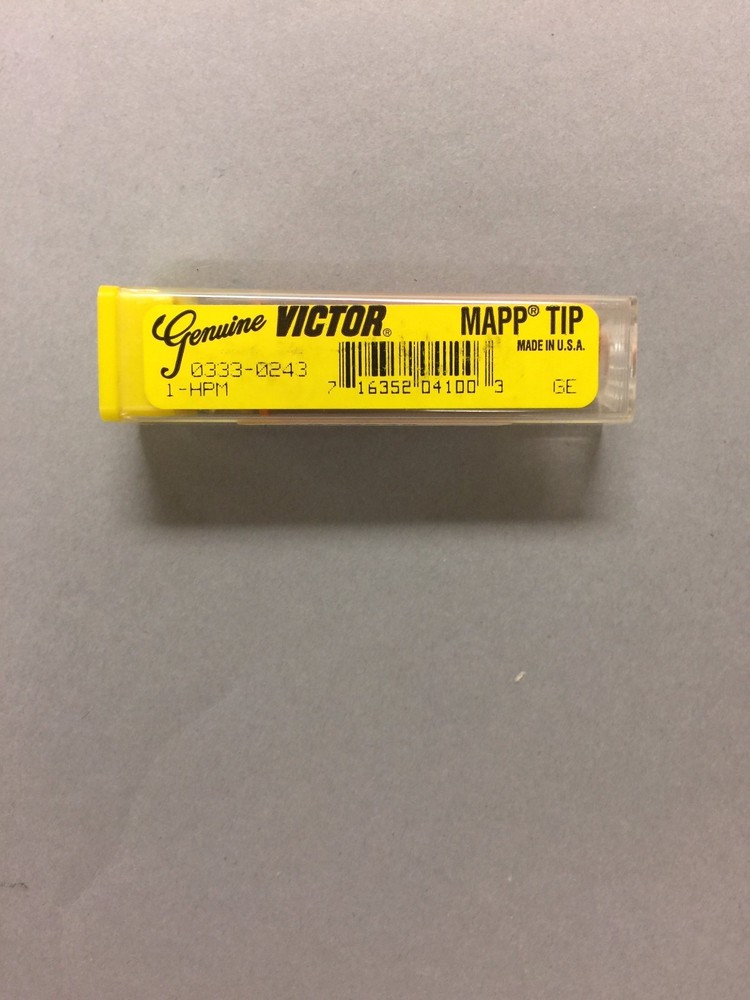 Genuine VICTOR® MAPP® TIP
MADE IN U.S.A.
0333-0243
1-HPM
7 16352 04100 3
GE